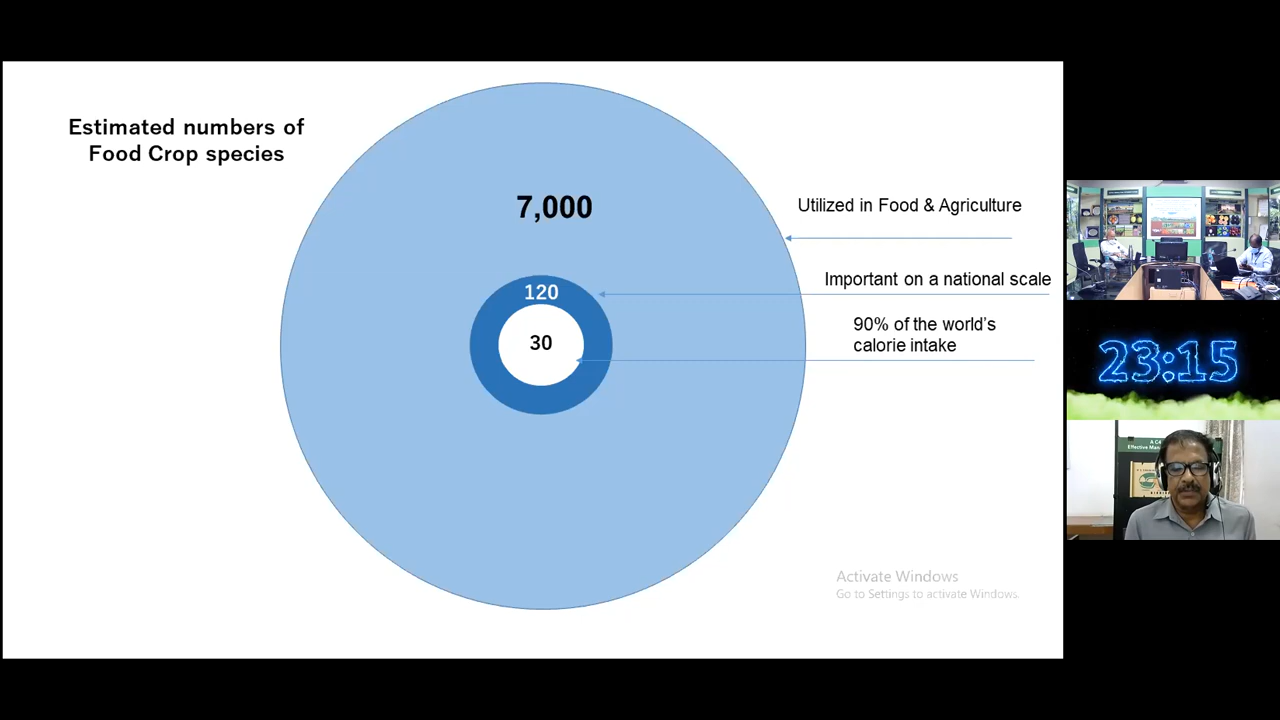 Estimated numbers of
Food Crop species
7,000
Utilized in Food & Agriculture
Important on a national scale
120
90% of the world's
calorie intake
30
Activate Windows
Go to Settings to activate Windows.
23:15